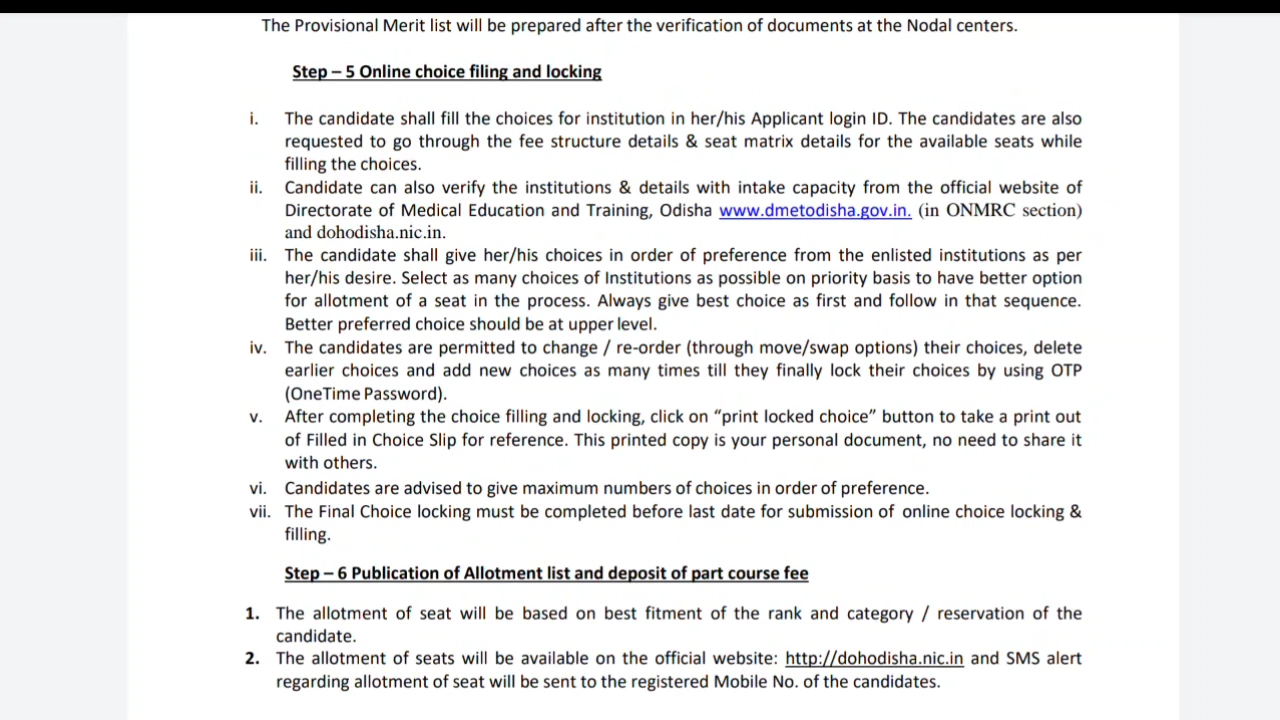 The Provisional Merit list will be prepared after the verification of documents at the Nodal centers.
Step – 5 Online choice filing and locking
i. The candidate shall fill the choices for institution in her/his Applicant login ID. The candidates are also
requested to go through the fee structure details & seat matrix details for the available seats while
filling the choices.
ii. Candidate can also verify the institutions & details with intake capacity from the official website of
Directorate of Medical Education and Training, Odisha www.dmetodisha.gov.in. (in ONMRC section)
and dohodisha.nic.in.
iii. The candidate shall give her/his choices in order of preference from the enlisted institutions as per
her/his desire. Select as many choices of Institutions as possible on priority basis to have better option
for allotment of a seat in the process. Always give best choice as first and follow in that sequence.
Better preferred choice should be at upper level.
iv. The candidates are permitted to change / re-order (through move/swap options) their choices, delete
earlier choices and add new choices as many times till they finally lock their choices by using OTP
(OneTime Password).
v. After completing the choice filling and locking, click on “print locked choice” button to take a print out
of Filled in Choice Slip for reference. This printed copy is your personal document, no need to share it
with others.
vi. Candidates are advised to give maximum numbers of choices in order of preference.
vii. The Final Choice locking must be completed before last date for submission of online choice locking &
filling.
Step – 6 Publication of Allotment list and deposit of part course fee
1. The allotment of seat will be based on best fitment of the rank and category / reservation of the
candidate.
2. The allotment of seats will be available on the official website: http://dohodisha.nic.in and SMS alert
regarding allotment of seat will be sent to the registered Mobile No. of the candidates.